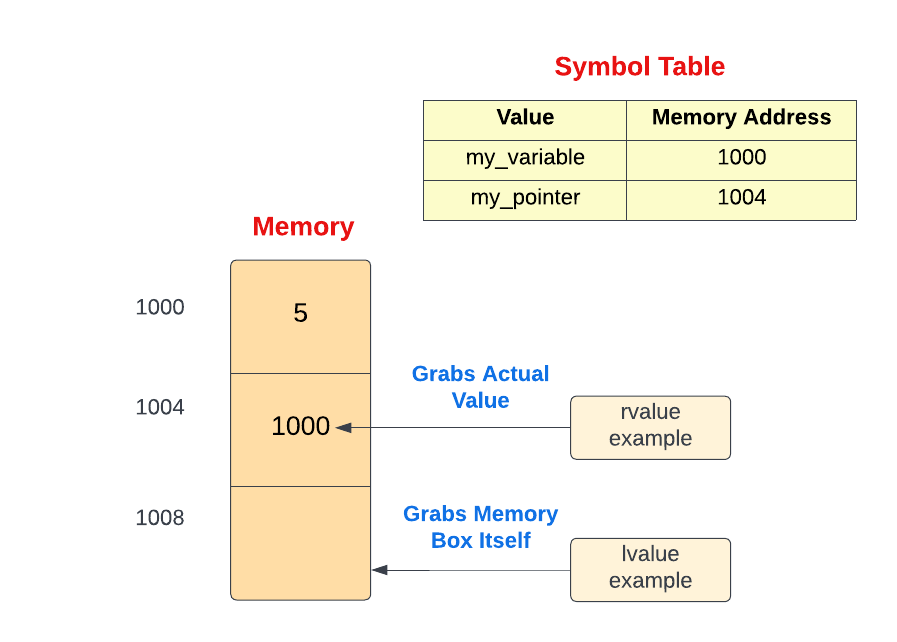 Symbol Table
Value Memory Address
my_variable 1000
my_pointer 1004
Memory
1000
5
Grabs Actual
Value
1004
1000
rvalue
example
Grabs Memory
Box Itself
1008
lvalue
example